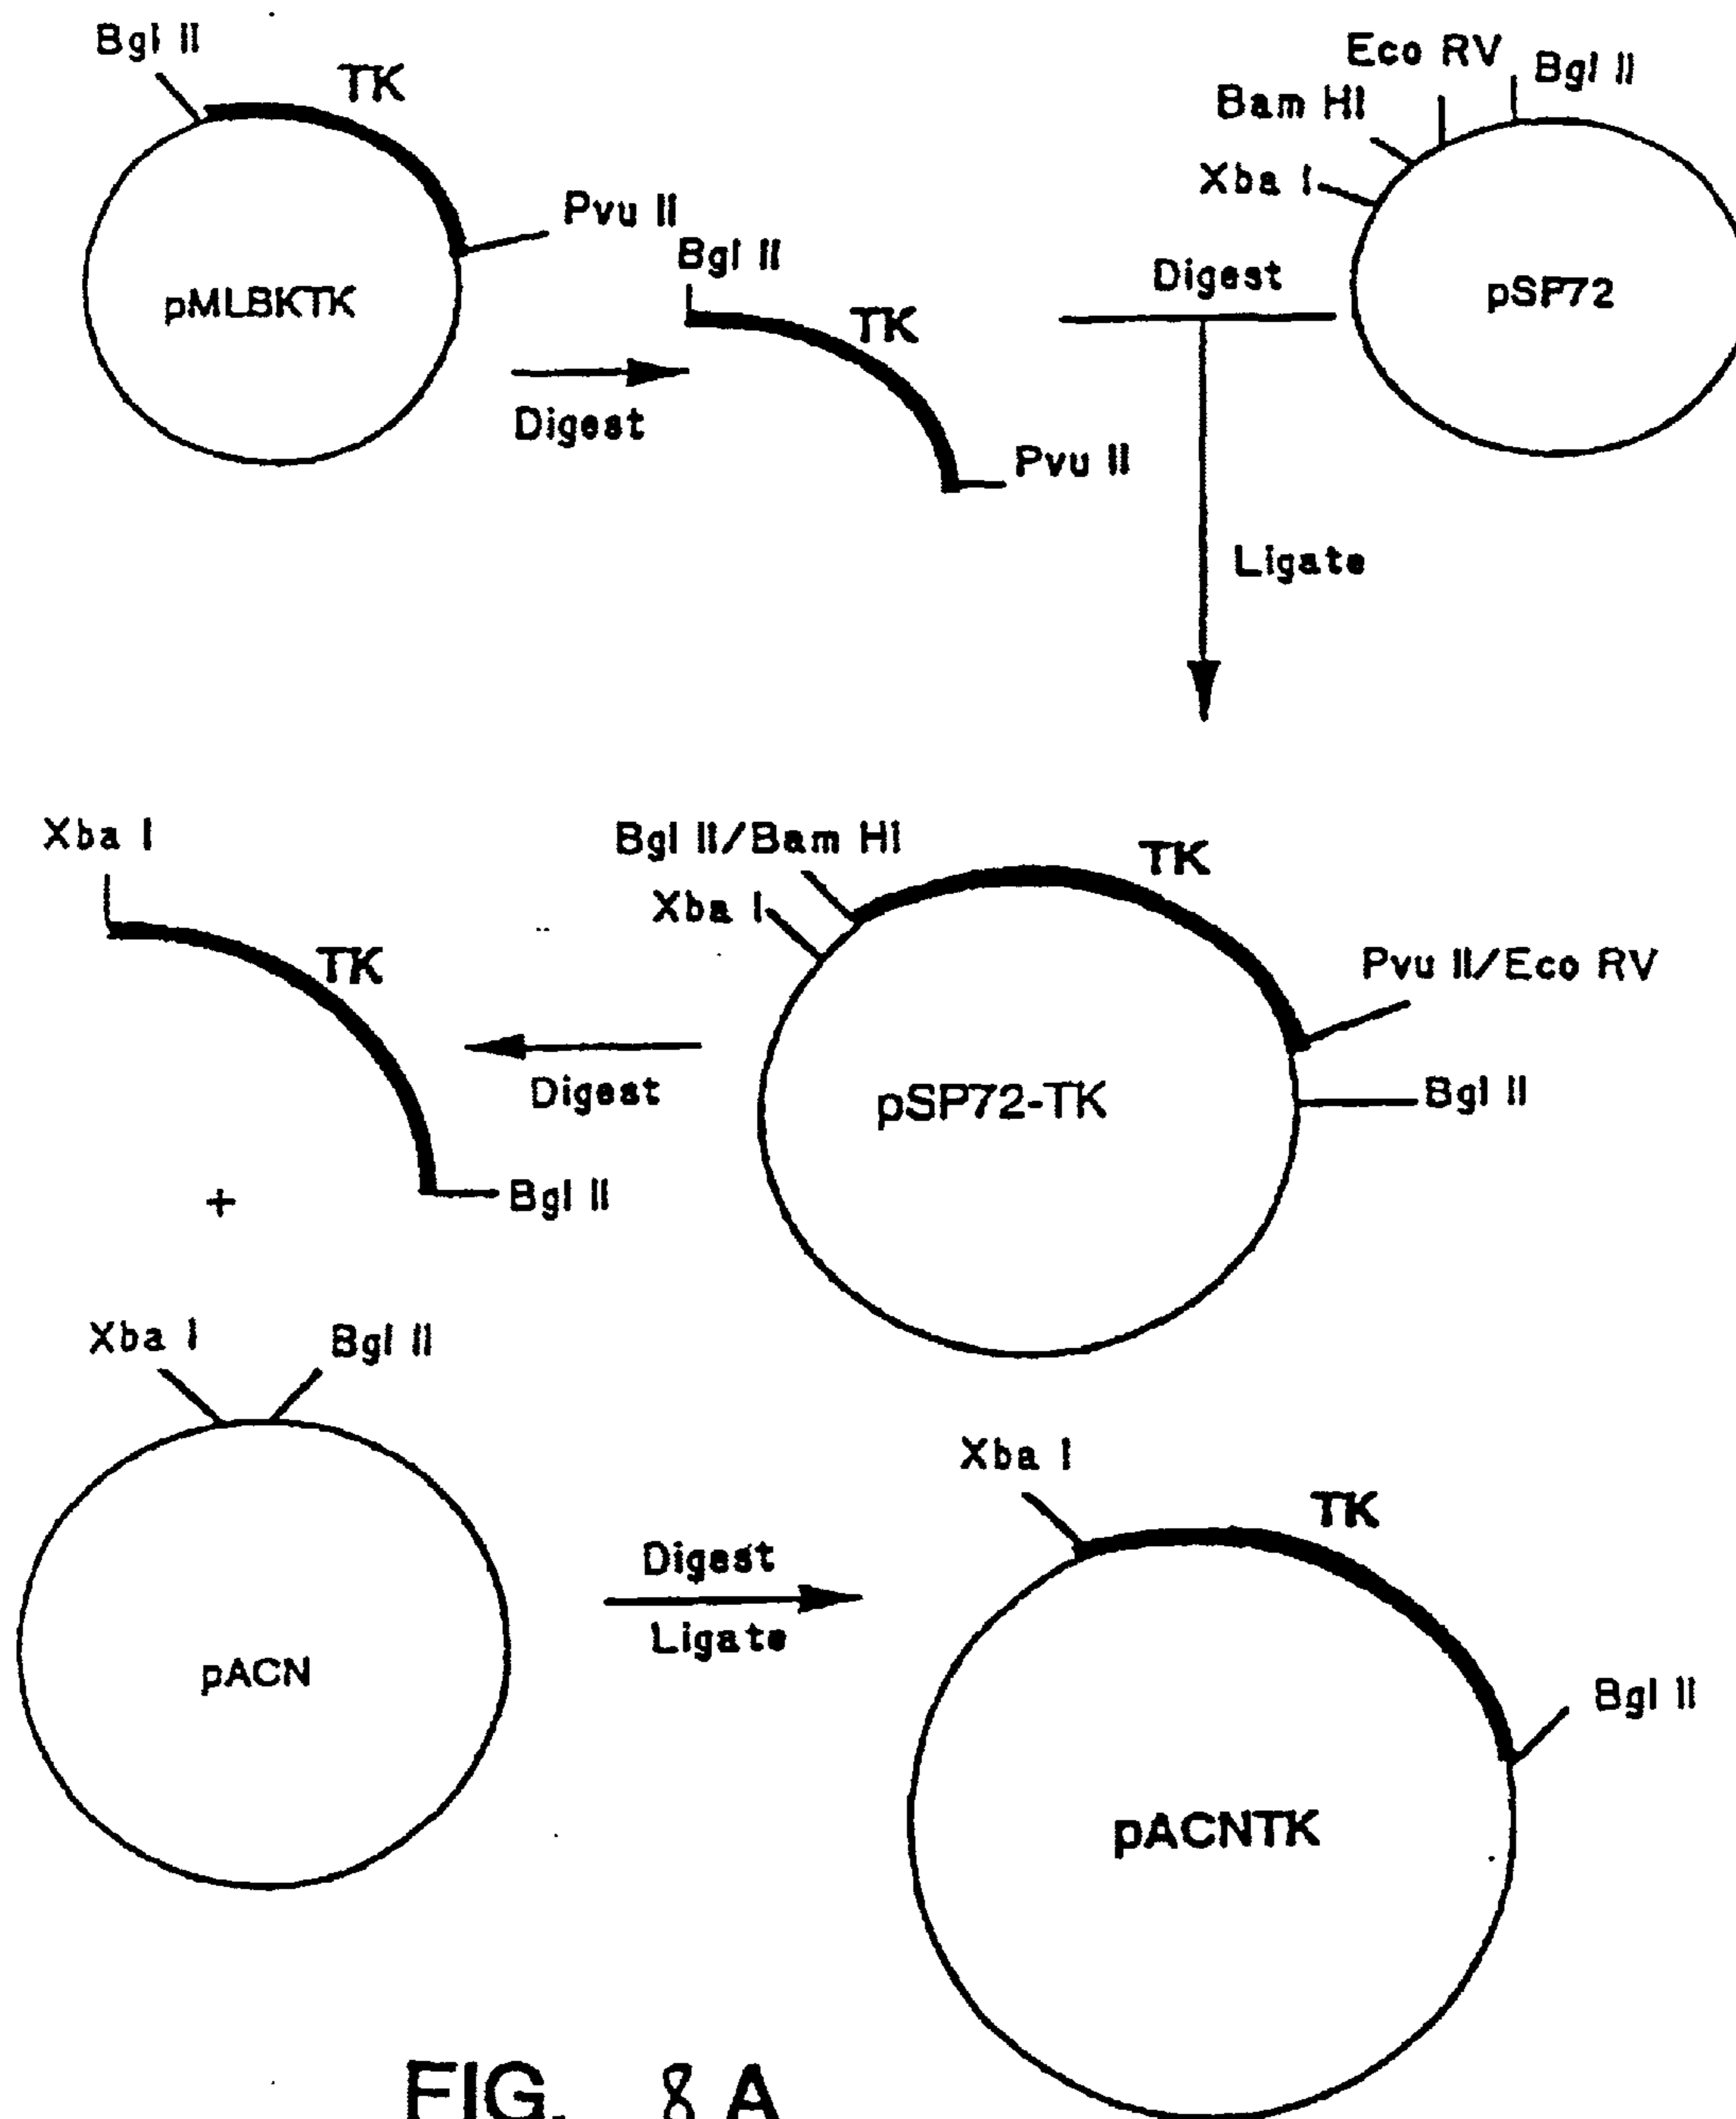 Bgl II
TK
Pvu II
pMLBKTK
Digest
Bgl II
TK
Pvu II
Digest
Eco RV
Bgl II
Bam HI
Xba I
pSP72
Ligate
Xba I
TK
Bgl II
Digest
Bgl II/Bam HI
Xba I
TK
Pvu II/Eco RV
Bgl II
pSP72-TK
+
Xba I
Bgl II
pACN
Digest
Ligate
Xba I
TK
Bgl II
pACNTK
FIG. 8 A